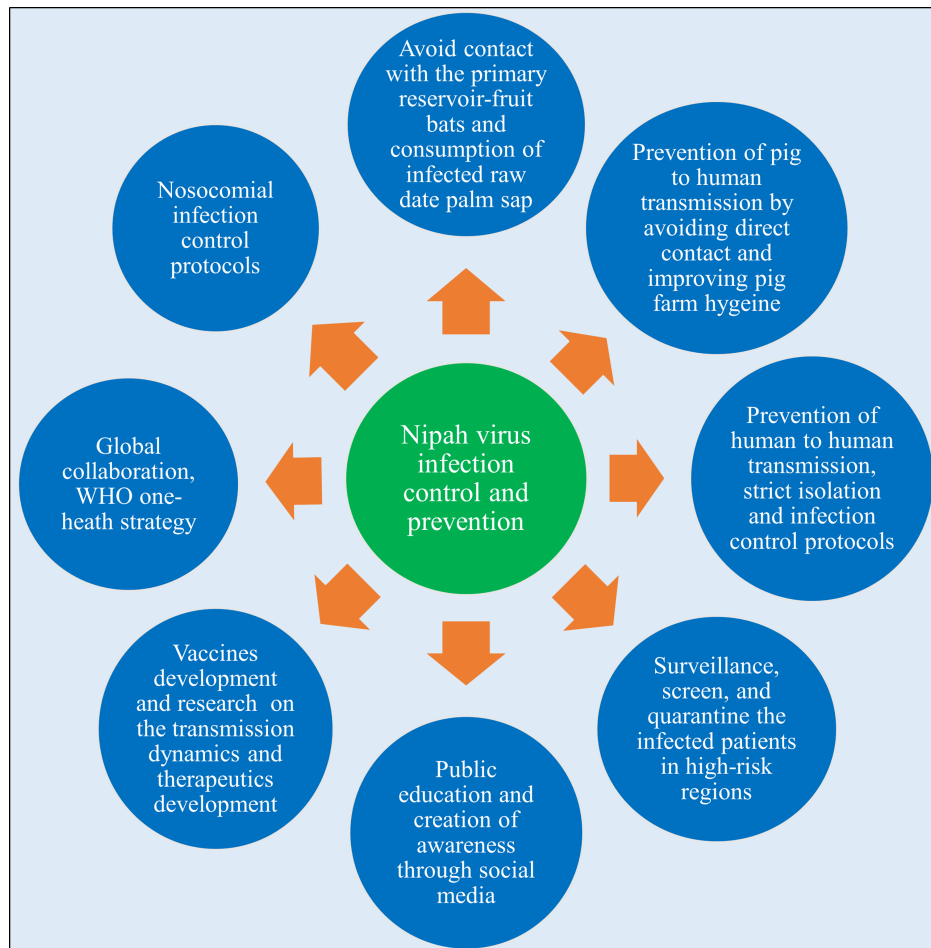 Avoid contact
with the primary
reservoir-fruit
bats and
consumption of
infected raw
date palm sap
Prevention of pig
to human
transmission by
avoiding direct
contact and
improving pig
farm hygeine
Prevention of
human to human
transmission,
strict isolation
and infection
control protocols
Surveillance,
screen, and
quarantine the
infected patients
in high-risk
regions
Public
education and
creation of
awareness
through social
media
Vaccines
development
and research on
the transmission
dynamics and
therapeutics
development
Global
collaboration,
WHO one-
heath strategy
Nosocomial
infection
control
protocols
Nipah virus
infection
control and
prevention